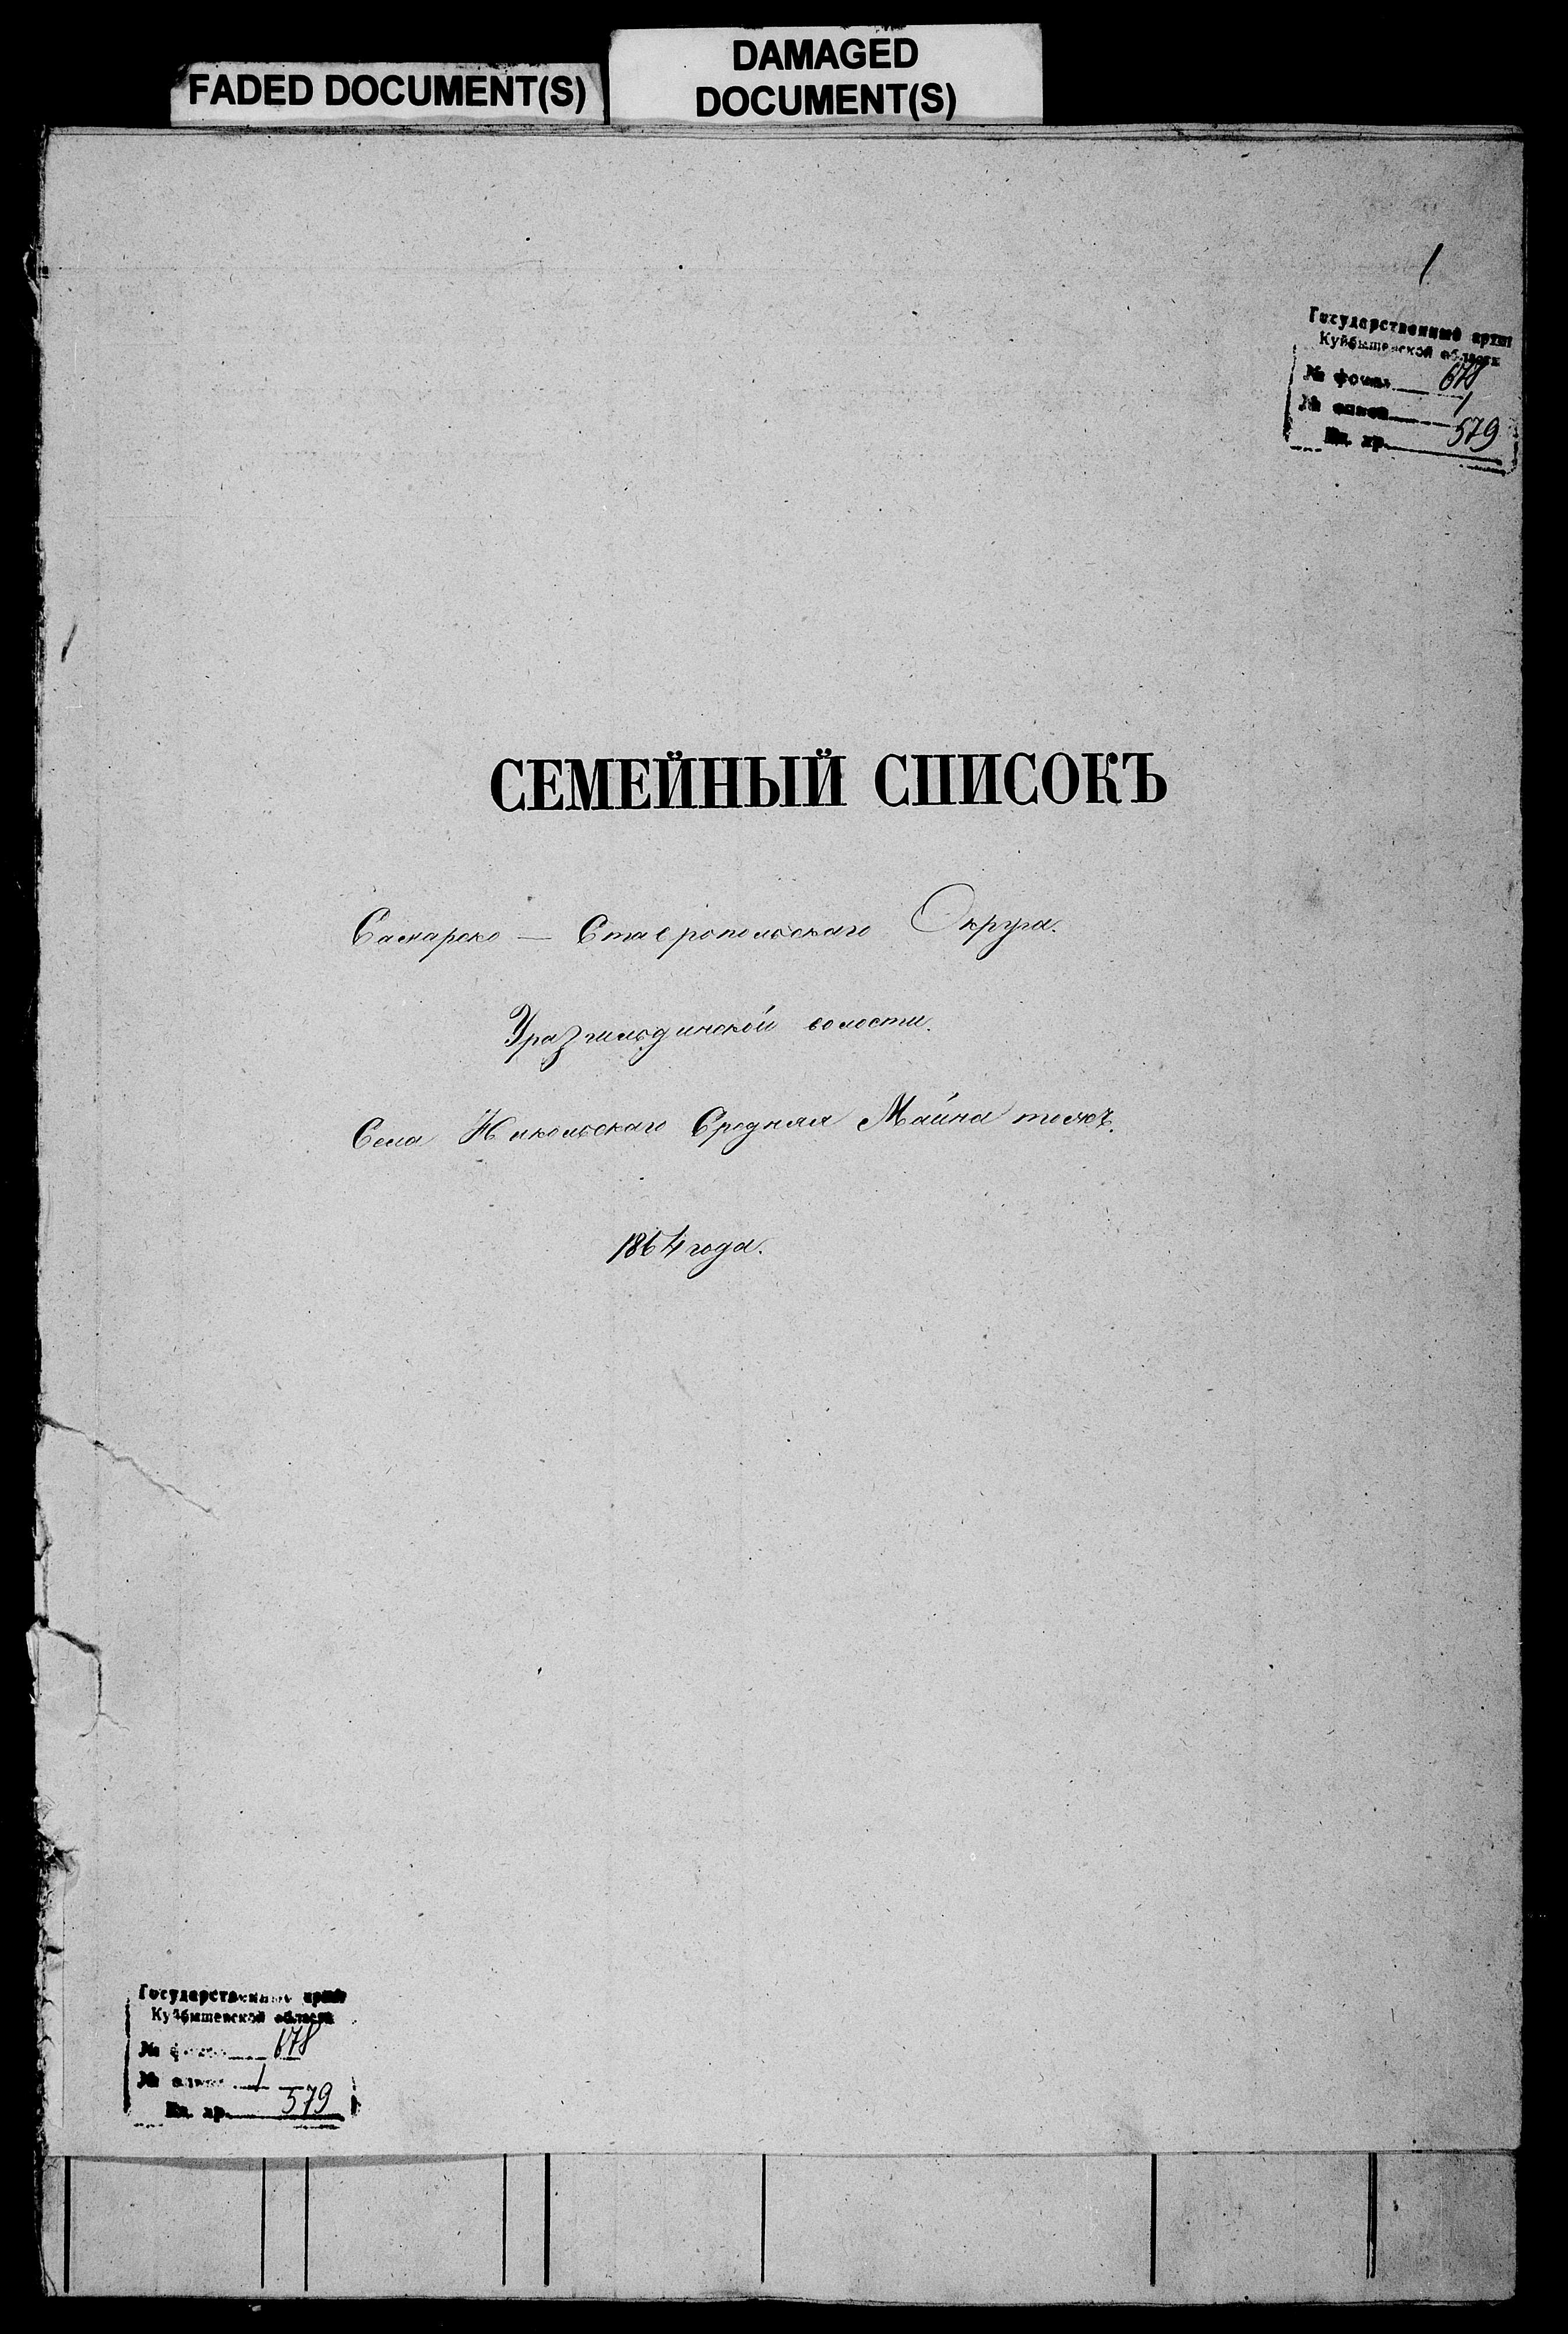 FADED DOCUMENT(S)
DAMAGED
DOCUMENT(S)
1
Государственный архив
Куйбышевской области
№ фонда 678
№ описи 1
Ед. хр. 579
СЕМЕЙНЫЙ СПИСОКЪ
Самарско — Ставропольскаго Округа.
Уразгильдинской волости.
Села Никольскаго Средняя Майна тожъ.
1864 года.
Государственный архив
Куйбышевской области
№ фонда 678
№ описи 1
Ед. хр. 579